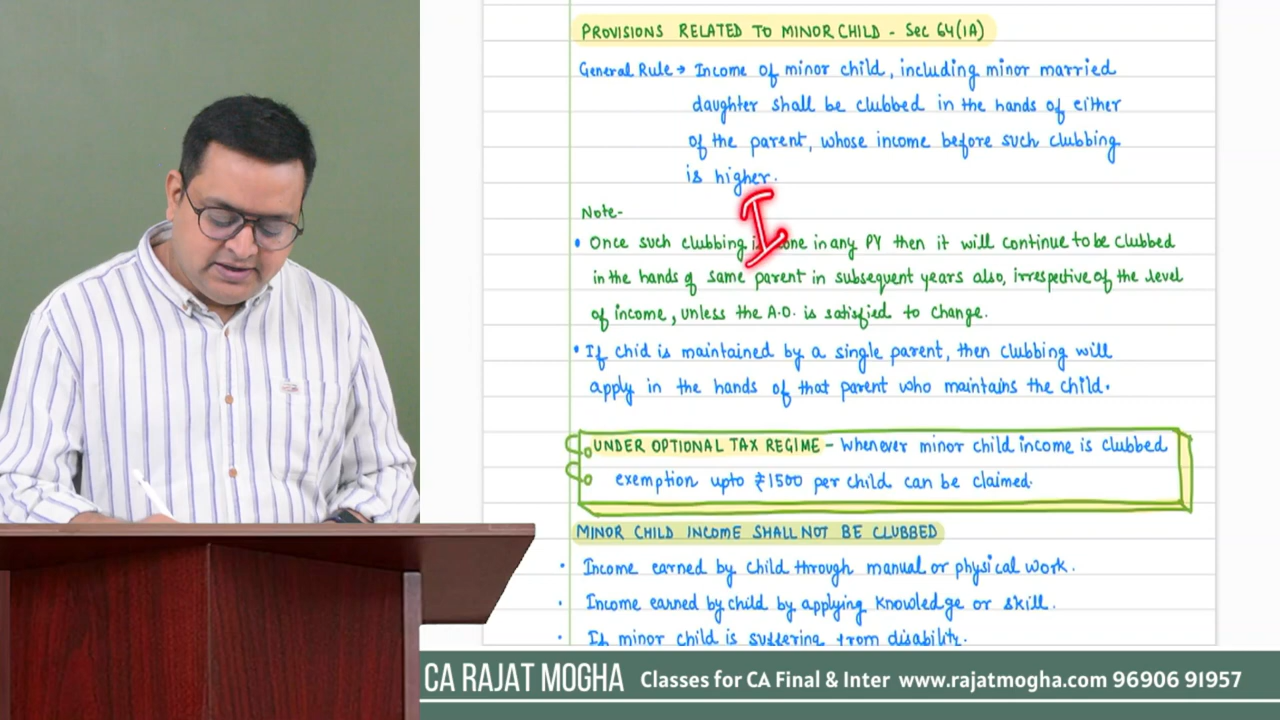 PROVISIONS RELATED TO MINOR CHILD - Sec 64(1A)
General Rule → Income of minor child, including minor married
daughter shall be clubbed in the hands of either
of the parent, whose income before such clubbing
is higher.
I
Note-
• Once such clubbing in any PY then it will continue to be clubbed
in the hands of same parent in subsequent years also, irrespective of the level
of income, unless the A.O. is satisfied to change.
• If chid is maintained by a single parent, then clubbing will
apply in the hands of that parent who maintains the child.
UNDER OPTIONAL TAX REGIME - Whenever minor child income is clubbed
exemption upto ₹1500 per child can be claimed.
MINOR CHILD INCOME SHALL NOT BE CLUBBED
• Income earned by child through manual or physical work.
• Income earned by child by applying knowledge or skill.
• If minor child is suffering from disability.
CA RAJAT MOGHA Classes for CA Final & Inter www.rajatmogha.com 96906 91957